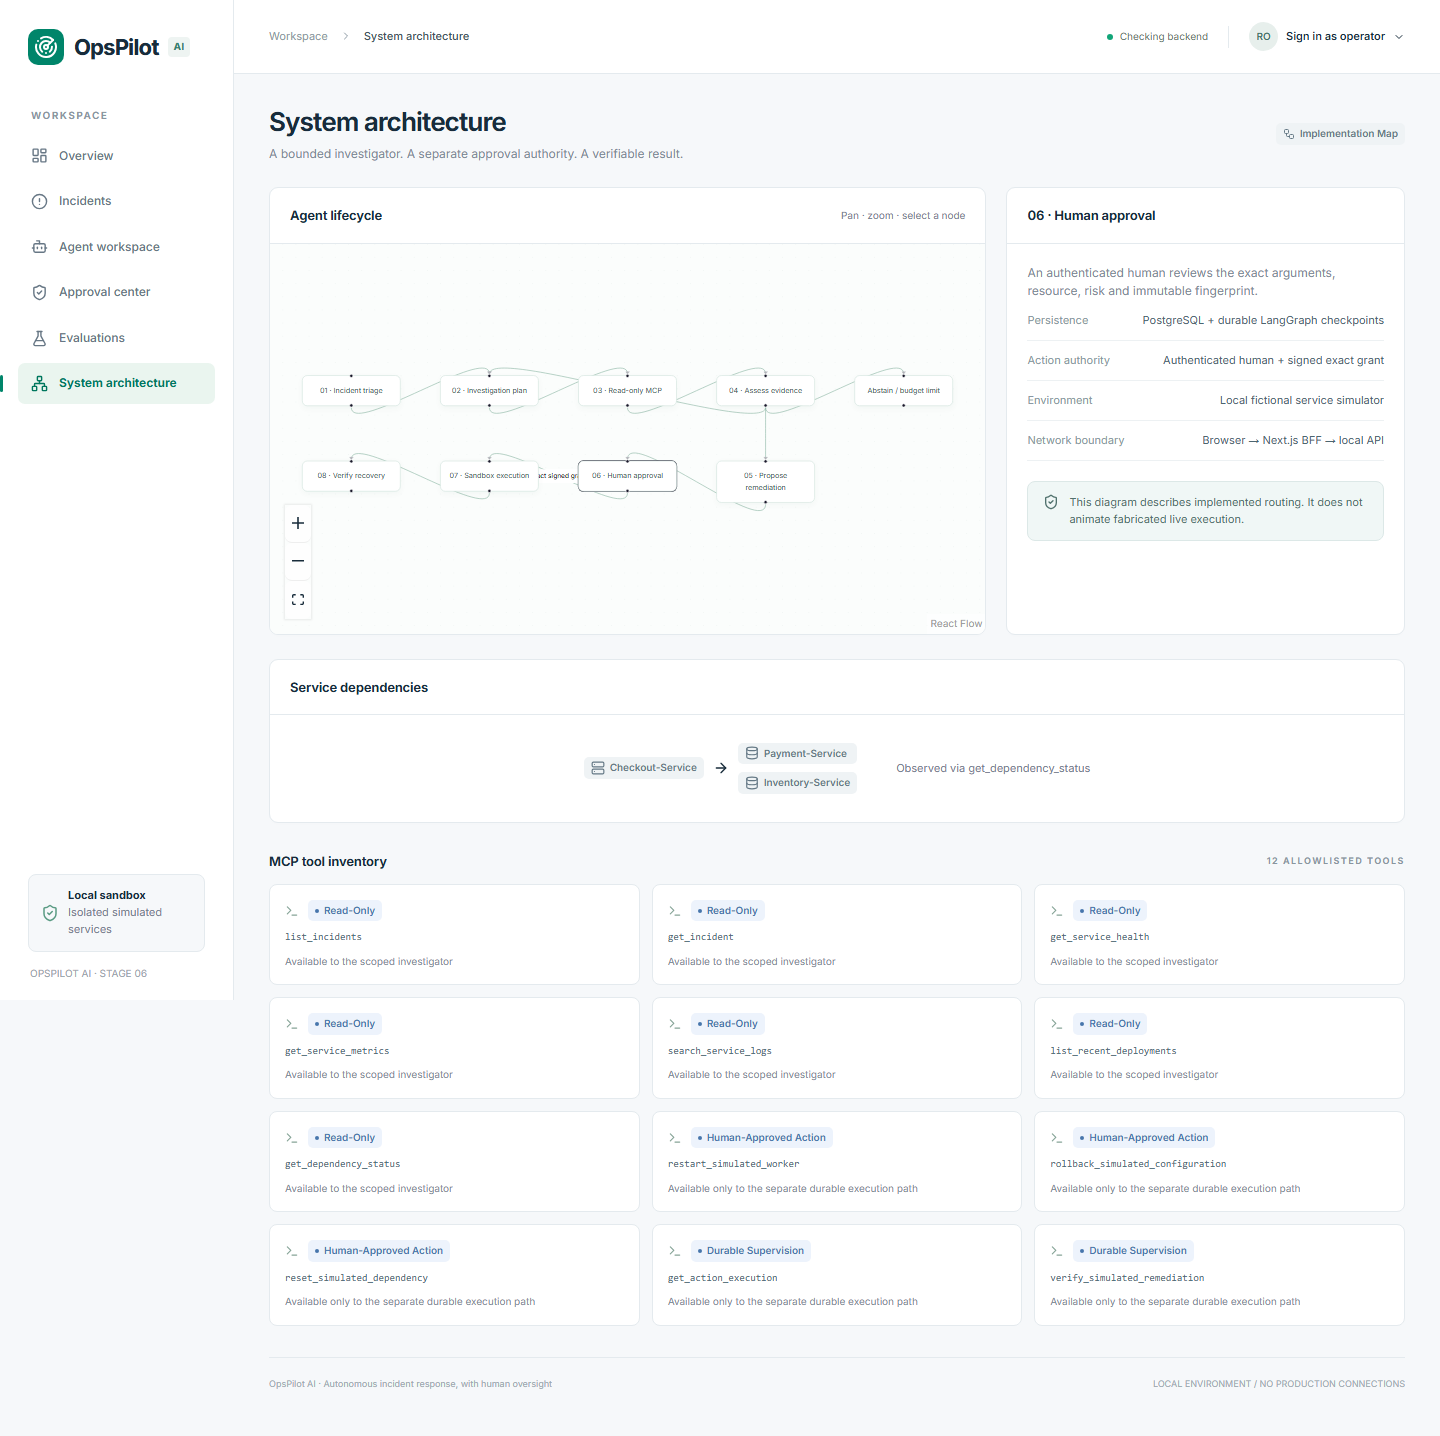 OpsPilot AI
WORKSPACE
Overview
Incidents
Agent workspace
Approval center
Evaluations
System architecture
Local sandbox
Isolated simulated
services
OPSPILOT AI · STAGE 06
Workspace > System architecture
Checking backend
RO Sign in as operator
System architecture
A bounded investigator. A separate approval authority. A verifiable result.
Implementation Map
Agent lifecycle
Pan · zoom · select a node
01 · Incident triage
02 · Investigation plan
03 · Read-only MCP
04 · Assess evidence
Abstain / budget limit
08 · Verify recovery
07 · Sandbox execution
signed
06 · Human approval
05 · Propose
remediation
React Flow
06 · Human approval
An authenticated human reviews the exact arguments,
resource, risk and immutable fingerprint.
Persistence PostgreSQL + durable LangGraph checkpoints
Action authority Authenticated human + signed exact grant
Environment Local fictional service simulator
Network boundary Browser → Next.js BFF → local API
This diagram describes implemented routing. It does not
animate fabricated live execution.
Service dependencies
Checkout-Service
→
Payment-Service
Inventory-Service
Observed via get_dependency_status
MCP tool inventory
12 ALLOWLISTED TOOLS
Read-Only
list_incidents
Available to the scoped investigator
Read-Only
get_incident
Available to the scoped investigator
Read-Only
get_service_health
Available to the scoped investigator
Read-Only
get_service_metrics
Available to the scoped investigator
Read-Only
search_service_logs
Available to the scoped investigator
Read-Only
list_recent_deployments
Available to the scoped investigator
Read-Only
get_dependency_status
Available to the scoped investigator
Human-Approved Action
restart_simulated_worker
Available only to the separate durable execution path
Human-Approved Action
rollback_simulated_configuration
Available only to the separate durable execution path
Human-Approved Action
reset_simulated_dependency
Available only to the separate durable execution path
Durable Supervision
get_action_execution
Available only to the separate durable execution path
Durable Supervision
verify_simulated_remediation
Available only to the separate durable execution path
OpsPilot AI · Autonomous incident response, with human oversight
LOCAL ENVIRONMENT / NO PRODUCTION CONNECTIONS